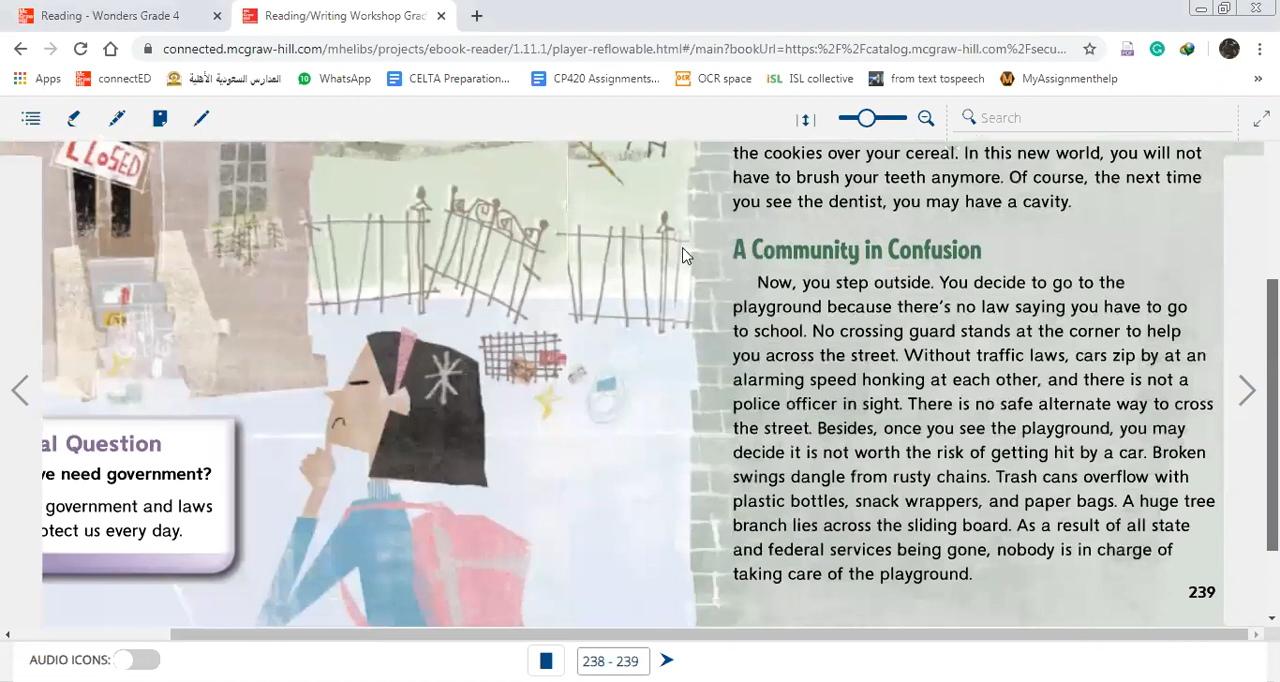 Reading - Wonders Grade 4
Reading/Writing Workshop Grad
connected.mcgraw-hill.com/mhelibs/projects/ebook-reader/1.11.1/player-reflowable.html#/main?bookUrl=https:%2F%2Fcatalog.mcgraw-hill.com%2Fsecu...
Apps
connectED
المدارس السعودية الأهلية
WhatsApp
CELTA Preparation...
CP420 Assignments...
OCR space
iSL ISL collective
from text tospeech
MyAssignmenthelp
Search
CLOSED
al Question
ve need government?
government and laws
otect us every day.
the cookies over your cereal. In this new world, you will not
have to brush your teeth anymore. Of course, the next time
you see the dentist, you may have a cavity.
A Community in Confusion
Now, you step outside. You decide to go to the
playground because there's no law saying you have to go
to school. No crossing guard stands at the corner to help
you across the street. Without traffic laws, cars zip by at an
alarming speed honking at each other, and there is not a
police officer in sight. There is no safe alternate way to cross
the street. Besides, once you see the playground, you may
decide it is not worth the risk of getting hit by a car. Broken
swings dangle from rusty chains. Trash cans overflow with
plastic bottles, snack wrappers, and paper bags. A huge tree
branch lies across the sliding board. As a result of all state
and federal services being gone, nobody is in charge of
taking care of the playground.
239
AUDIO ICONS:
238 - 239